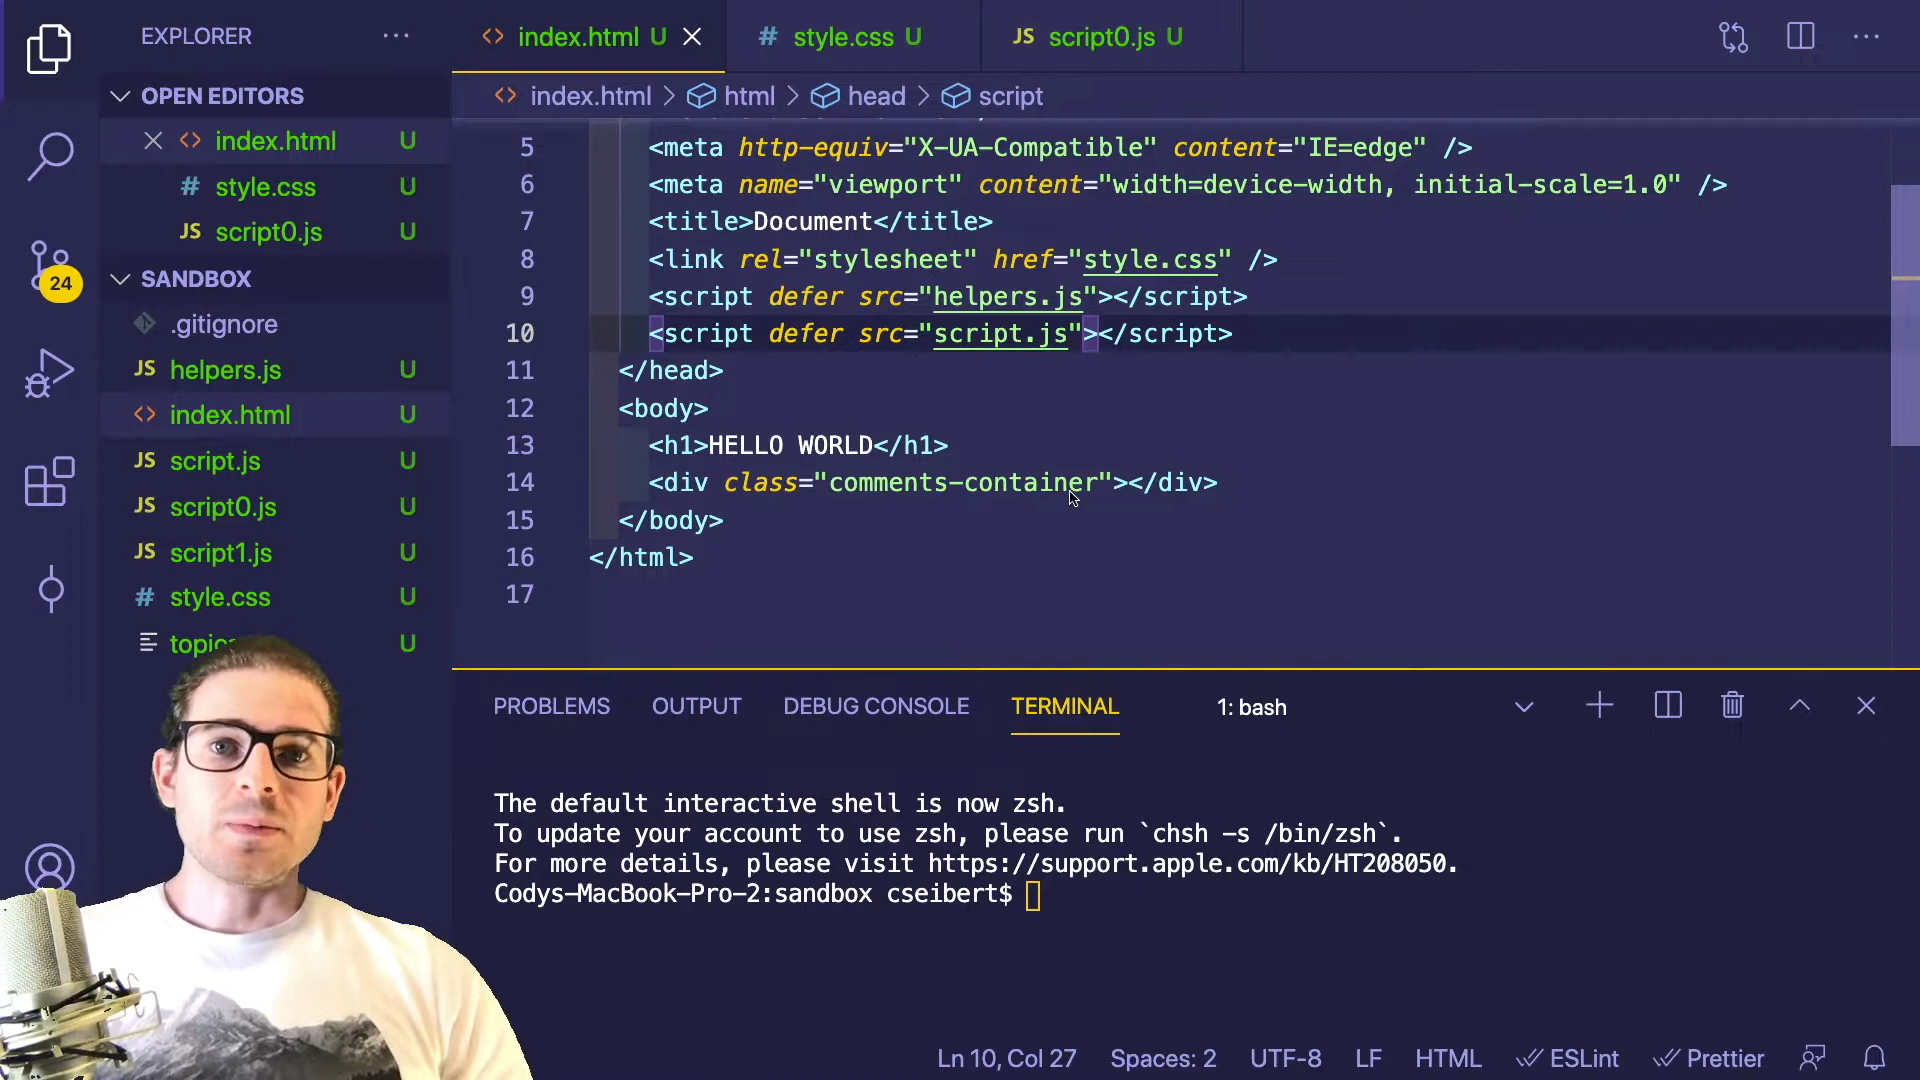 EXPLORER
OPEN EDITORS
index.html U
style.css U
script0.js U
SANDBOX
24
.gitignore
helpers.js U
index.html U
script.js U
script0.js U
script1.js U
style.css U
U
index.html U
style.css U
script0.js U
index.html > html > head > script
5 <meta http-equiv="X-UA-Compatible" content="IE=edge" />
6 <meta name="viewport" content="width=device-width, initial-scale=1.0" />
7 <title>Document</title>
8 <link rel="stylesheet" href="style.css" />
9 <script defer src="helpers.js"></script>
10 <script defer src="script.js"></script>
11 </head>
12 <body>
13 <h1>HELLO WORLD</h1>
14 <div class="comments-container"></div>
15 </body>
16 </html>
17
PROBLEMS OUTPUT DEBUG CONSOLE TERMINAL 1: bash
The default interactive shell is now zsh.
To update your account to use zsh, please run `chsh -s /bin/zsh`.
For more details, please visit https://support.apple.com/kb/HT208050.
Codys-MacBook-Pro-2:sandbox cseibert$
Ln 10, Col 27 Spaces: 2 UTF-8 LF HTML ESLint Prettier